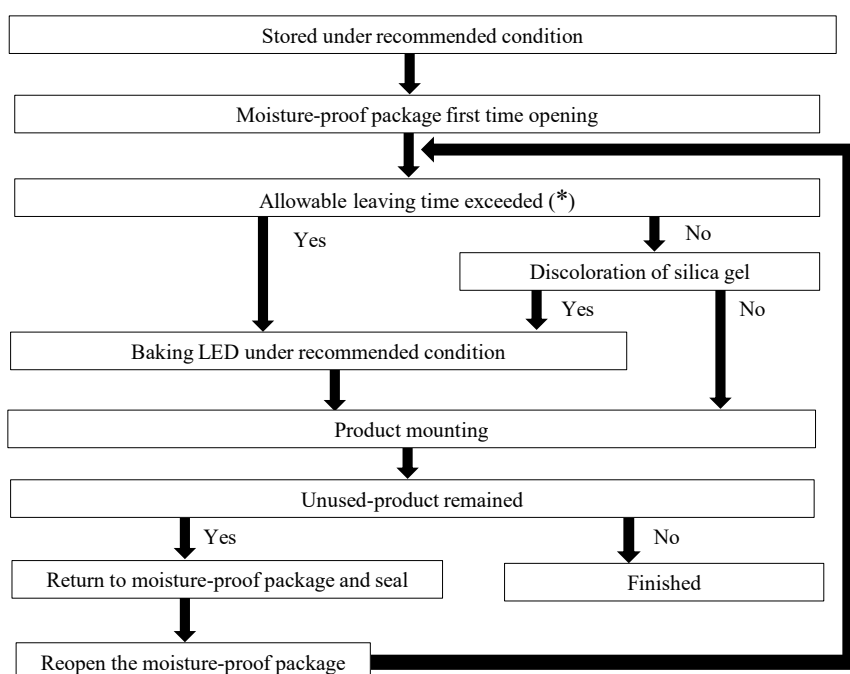 Stored under recommended condition
Moisture-proof package first time opening
Allowable leaving time exceeded (*)
Yes
No
Discoloration of silica gel
Yes
No
Baking LED under recommended condition
Product mounting
Unused-product remained
Yes
No
Return to moisture-proof package and seal
Finished
Reopen the moisture-proof package